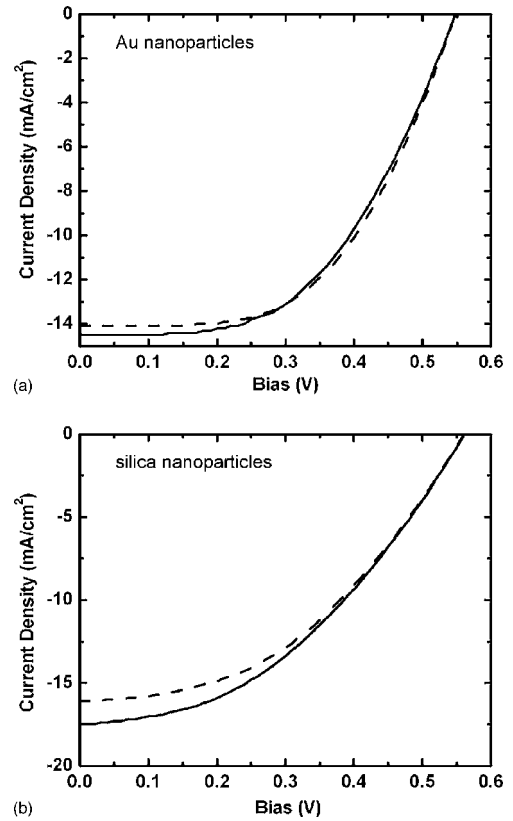 0
Au nanoparticles
-2
-4
-6
-8
-10
-12
-14
Current Density (mA/cm²)
0.0 0.1 0.2 0.3 0.4 0.5 0.6
(a)
Bias (V)
0
silica nanoparticles
-5
-10
-15
-20
Current Density (mA/cm²)
0.0 0.1 0.2 0.3 0.4 0.5 0.6
(b)
Bias (V)